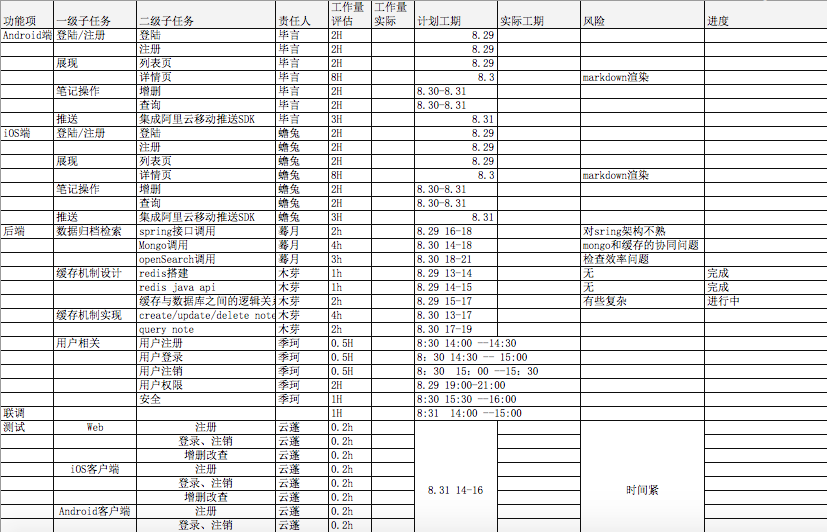 功能项 一级子任务 二级子任务 责任人 工作量评估 工作量实际 计划工期 实际工期 风险 进度
Android端 登陆/注册 登陆 毕言 2H 8.29
注册 毕言 2H 8.29
展现 列表页 毕言 2H 8.29
详情页 毕言 8H 8.3 markdown渲染
笔记操作 增删 毕言 2H 8.30-8.31
查询 毕言 2H 8.30-8.31
推送 集成阿里云移动推送SDK 毕言 3H 8.31
iOS端 登陆/注册 登陆 蟾兔 2H 8.29
注册 蟾兔 2H 8.29
展现 列表页 蟾兔 2H 8.29
详情页 蟾兔 8H 8.3 markdown渲染
笔记操作 增删 蟾兔 2H 8.30-8.31
查询 蟾兔 2H 8.30-8.31
推送 集成阿里云移动推送SDK 蟾兔 3H 8.31
后端 数据归档检索 spring接口调用 暮月 2H 8.29 16-18 对sring架构不熟
Mongo调用 暮月 4h 8.30 14-18 mongo和缓存的协同问题
openSearch调用 暮月 3h 8.30 18-21 检查效率问题
缓存机制设计 redis搭建 木芽 1h 8.29 13-14 无 完成
redis java api 木芽 1h 8.29 14-15 无 完成
缓存与数据库之间的逻辑关系 木芽 2h 8.29 15-17 有些复杂 进行中
缓存机制实现 create/update/delete note 木芽 4h 8.30 13-17
query note 木芽 2h 8.30 17-19
用户相关 用户注册 季珂 0.5H 8:30 14:00 --14:30
用户登录 季珂 0.5H 8：30 14:30 -- 15:00
用户注销 季珂 0.5H 8：30 15：00 --15：30
用户权限 季珂 2H 8.29 19:00-21:00
安全 季珂 1H 8:30 15:30 --16:00
联调 1H 8:31 14:00 --15:00
测试 Web 注册 云蓬 0.2h
登录、注销 云蓬 0.2h
增删改查 云蓬 0.2h
iOS客户端 注册 云蓬 0.2h
登录、注销 云蓬 0.2h 8.31 14-16 时间紧
增删改查 云蓬 0.2h
Android客户端 注册 云蓬 0.2h
登录、注销 云蓬 0.2h